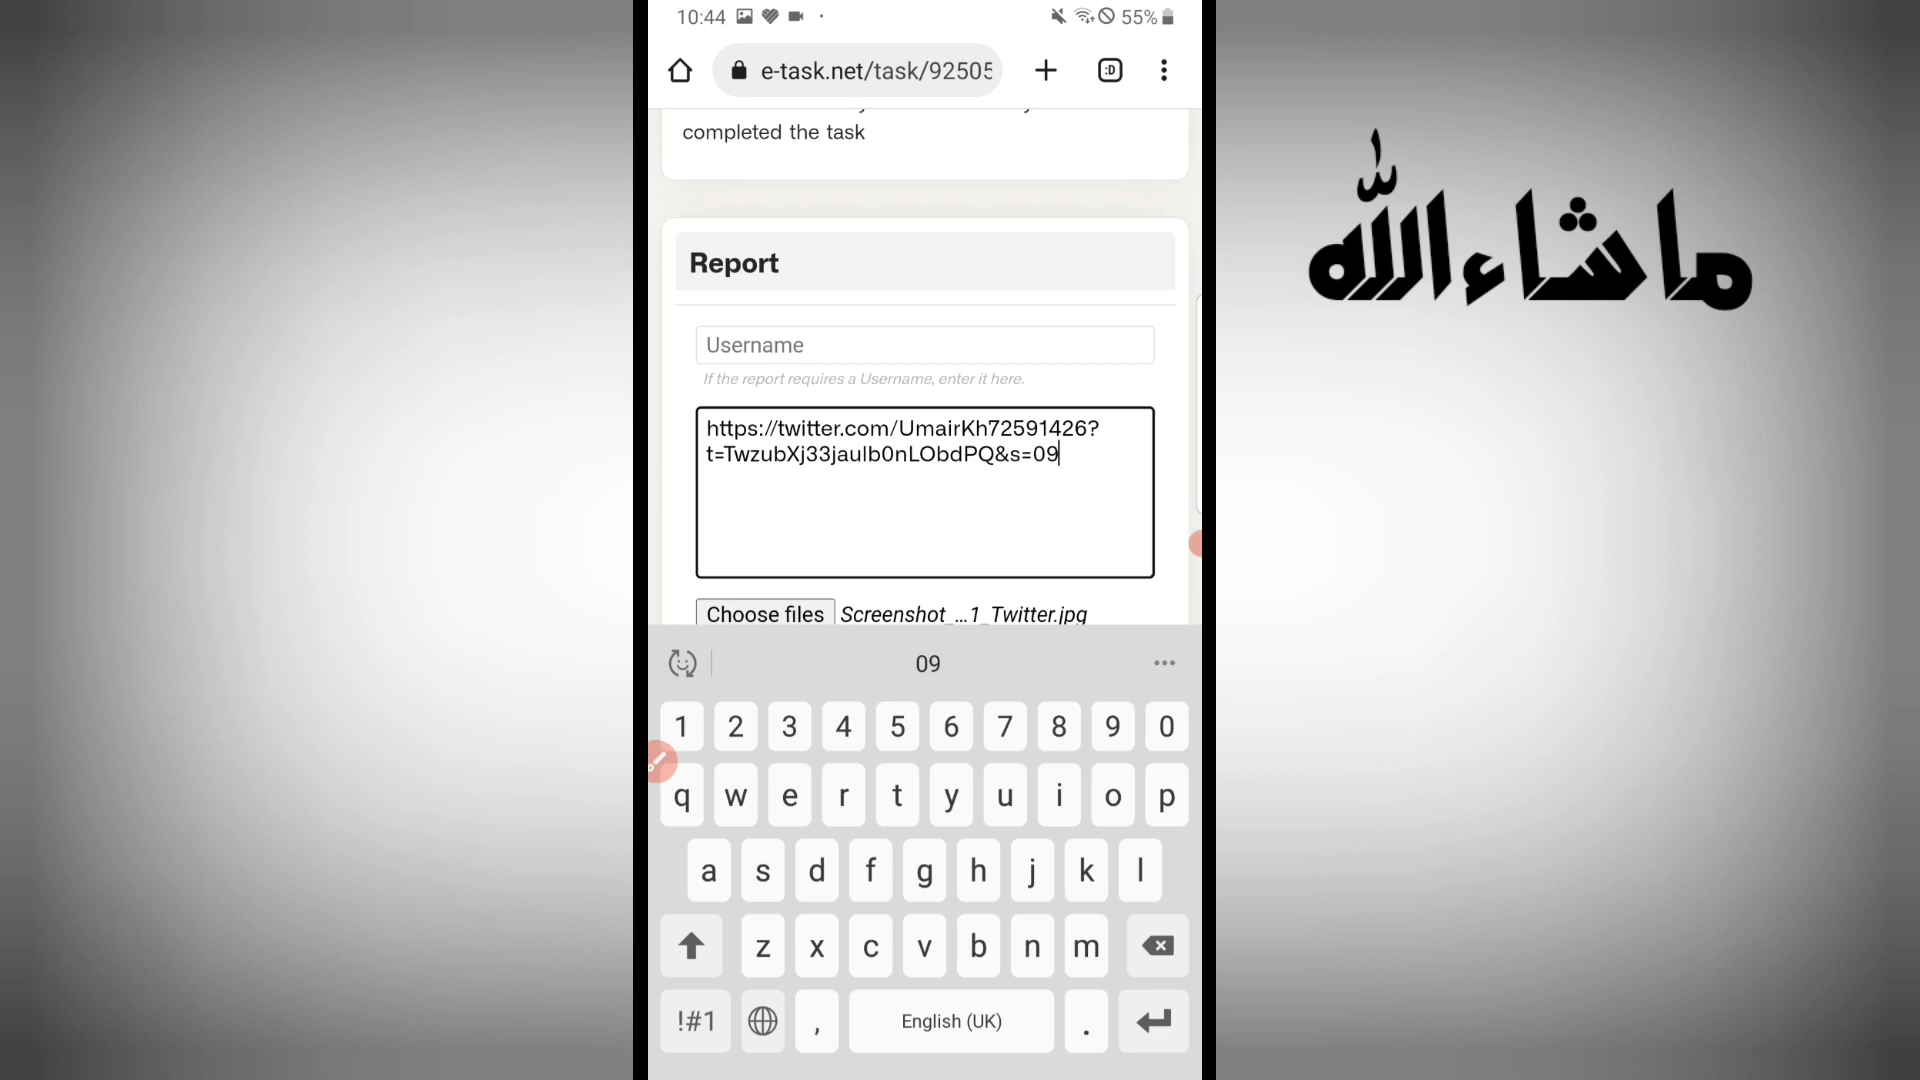 10:44
55%
e-task.net/task/92505
:D
completed the task
Report
Username
If the report requires a Username, enter it here.
https://twitter.com/UmairKh72591426?
t=TwzubXj33jaulb0nLObdPQ&s=09
Choose files Screenshot_...1_Twitter.jpg
09
1 2 3 4 5 6 7 8 9 0
q w e r t y u i o p
a s d f g h j k l
z x c v b n m
!#1 , English (UK) .
ماشاءالله